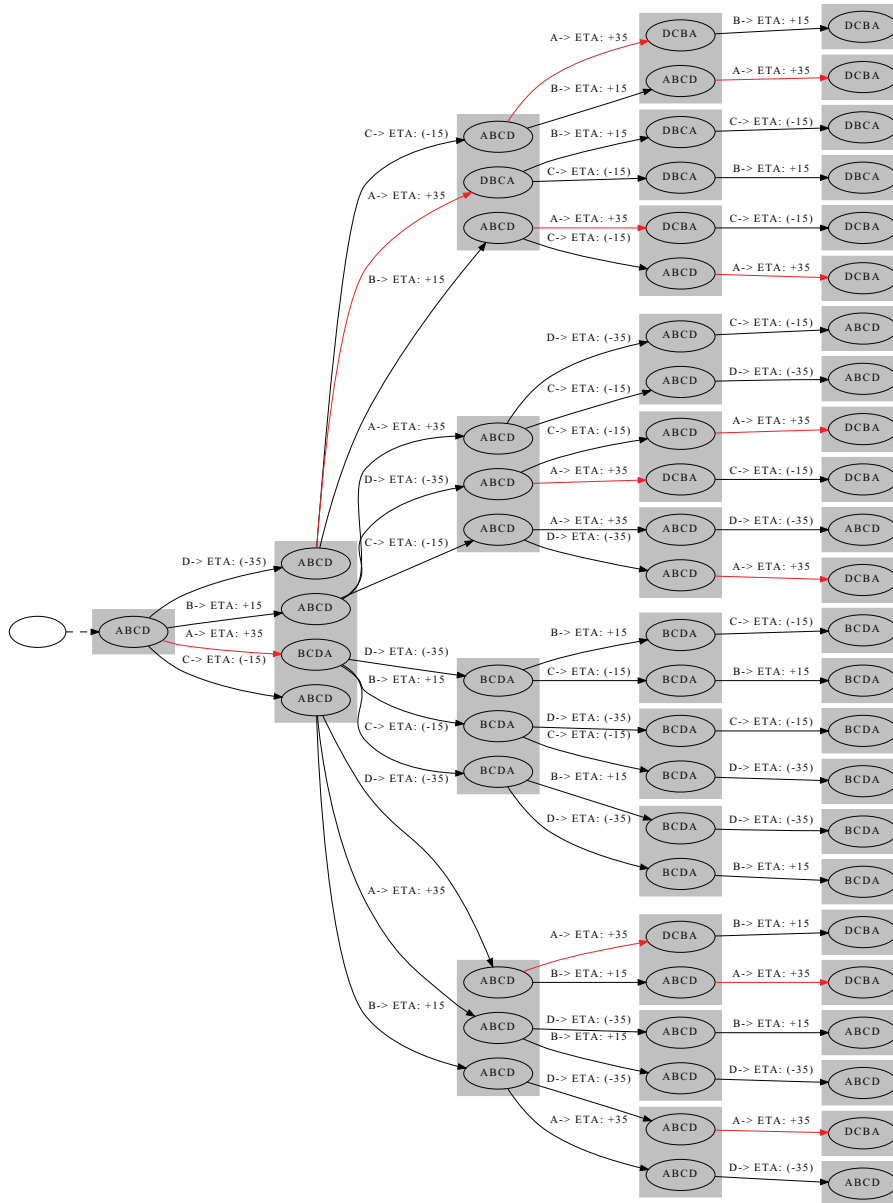 B-> ETA: +15
DCBA
A-> ETA: +35
DCBA
A-> ETA: +35
DCBA
B-> ETA: +15
ABCD
C-> ETA: (-15)
ABCD
B-> ETA: +15
DBCA
C-> ETA: (-15)
DBCA
A-> ETA: +35
DBCA
C-> ETA: (-15)
DBCA
B-> ETA: +15
DBCA
B-> ETA: +15
ABCD
A-> ETA: +35
DCBA
C-> ETA: (-15)
DCBA
C-> ETA: (-15)
ABCD
A-> ETA: +35
DCBA
D-> ETA: (-35)
ABCD
C-> ETA: (-15)
ABCD
C-> ETA: (-15)
ABCD
D-> ETA: (-35)
ABCD
A-> ETA: +35
ABCD
C-> ETA: (-15)
ABCD
A-> ETA: +35
DCBA
D-> ETA: (-35)
ABCD
A-> ETA: +35
DCBA
C-> ETA: (-15)
DCBA
C-> ETA: (-15)
ABCD
A-> ETA: +35
ABCD
D-> ETA: (-35)
ABCD
D-> ETA: (-35)
ABCD
A-> ETA: +35
DCBA
D-> ETA: (-35)
ABCD
B-> ETA: +15
ABCD
ABCD
A-> ETA: +35
BCDA
C-> ETA: (-15)
ABCD
D-> ETA: (-35)
BCDA
B-> ETA: +15
BCDA
C-> ETA: (-15)
BCDA
C-> ETA: (-15)
BCDA
B-> ETA: +15
BCDA
B-> ETA: +15
BCDA
D-> ETA: (-35)
BCDA
C-> ETA: (-15)
BCDA
C-> ETA: (-15)
BCDA
D-> ETA: (-35)
BCDA
C-> ETA: (-15)
BCDA
B-> ETA: +15
BCDA
D-> ETA: (-35)
BCDA
D-> ETA: (-35)
BCDA
B-> ETA: +15
BCDA
D-> ETA: (-35)
ABCD
A-> ETA: +35
DCBA
B-> ETA: +15
DCBA
B-> ETA: +15
ABCD
A-> ETA: +35
DCBA
A-> ETA: +35
ABCD
D-> ETA: (-35)
ABCD
B-> ETA: +15
ABCD
B-> ETA: +15
ABCD
D-> ETA: (-35)
ABCD
B-> ETA: +15
ABCD
D-> ETA: (-35)
ABCD
A-> ETA: +35
DCBA
A-> ETA: +35
ABCD
D-> ETA: (-35)
ABCD